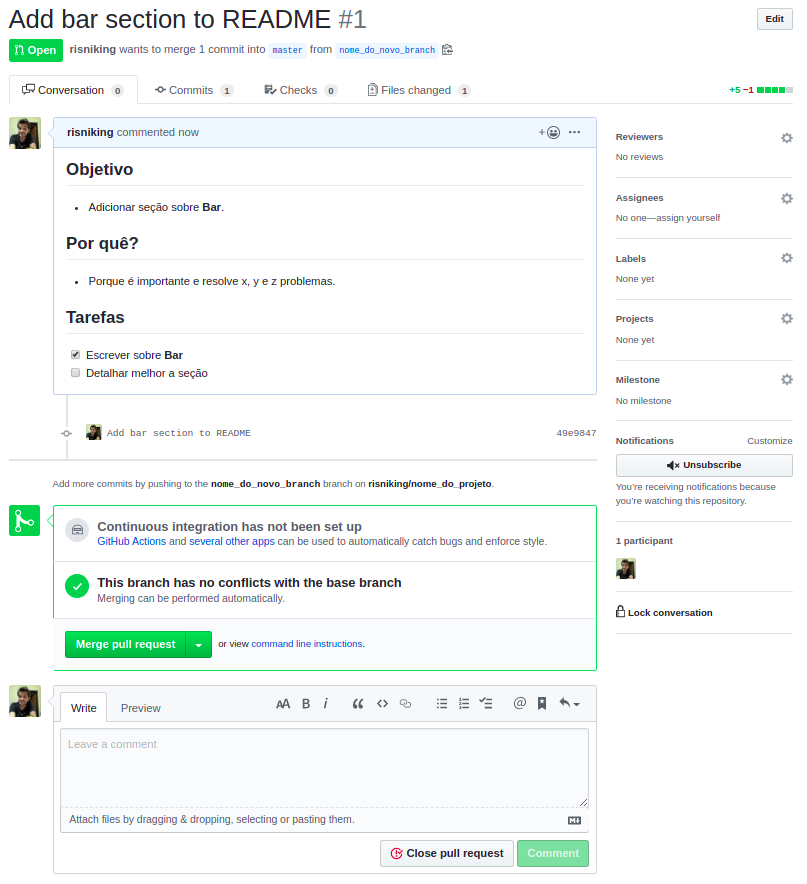 Add bar section to README #1
Edit
Open risniking wants to merge 1 commit into master from nome_do_novo_branch
Conversation 0 Commits 1 Checks 0 Files changed 1 +5 −1
risniking commented now
Objetivo
Adicionar seção sobre Bar.
Por quê?
Porque é importante e resolve x, y e z problemas.
Tarefas
Escrever sobre Bar
Detalhar melhor a seção
Add bar section to README 49e9847
Add more commits by pushing to the nome_do_novo_branch branch on risniking/nome_do_projeto.
Continuous integration has not been set up
GitHub Actions and several other apps can be used to automatically catch bugs and enforce style.
This branch has no conflicts with the base branch
Merging can be performed automatically.
Merge pull request or view command line instructions.
Write Preview AA B i
Leave a comment
Attach files by dragging & dropping, selecting or pasting them.
Close pull request Comment
Reviewers
No reviews
Assignees
No one—assign yourself
Labels
None yet
Projects
None yet
Milestone
No milestone
Notifications Customize
Unsubscribe
You're receiving notifications because
you're watching this repository.
1 participant
Lock conversation